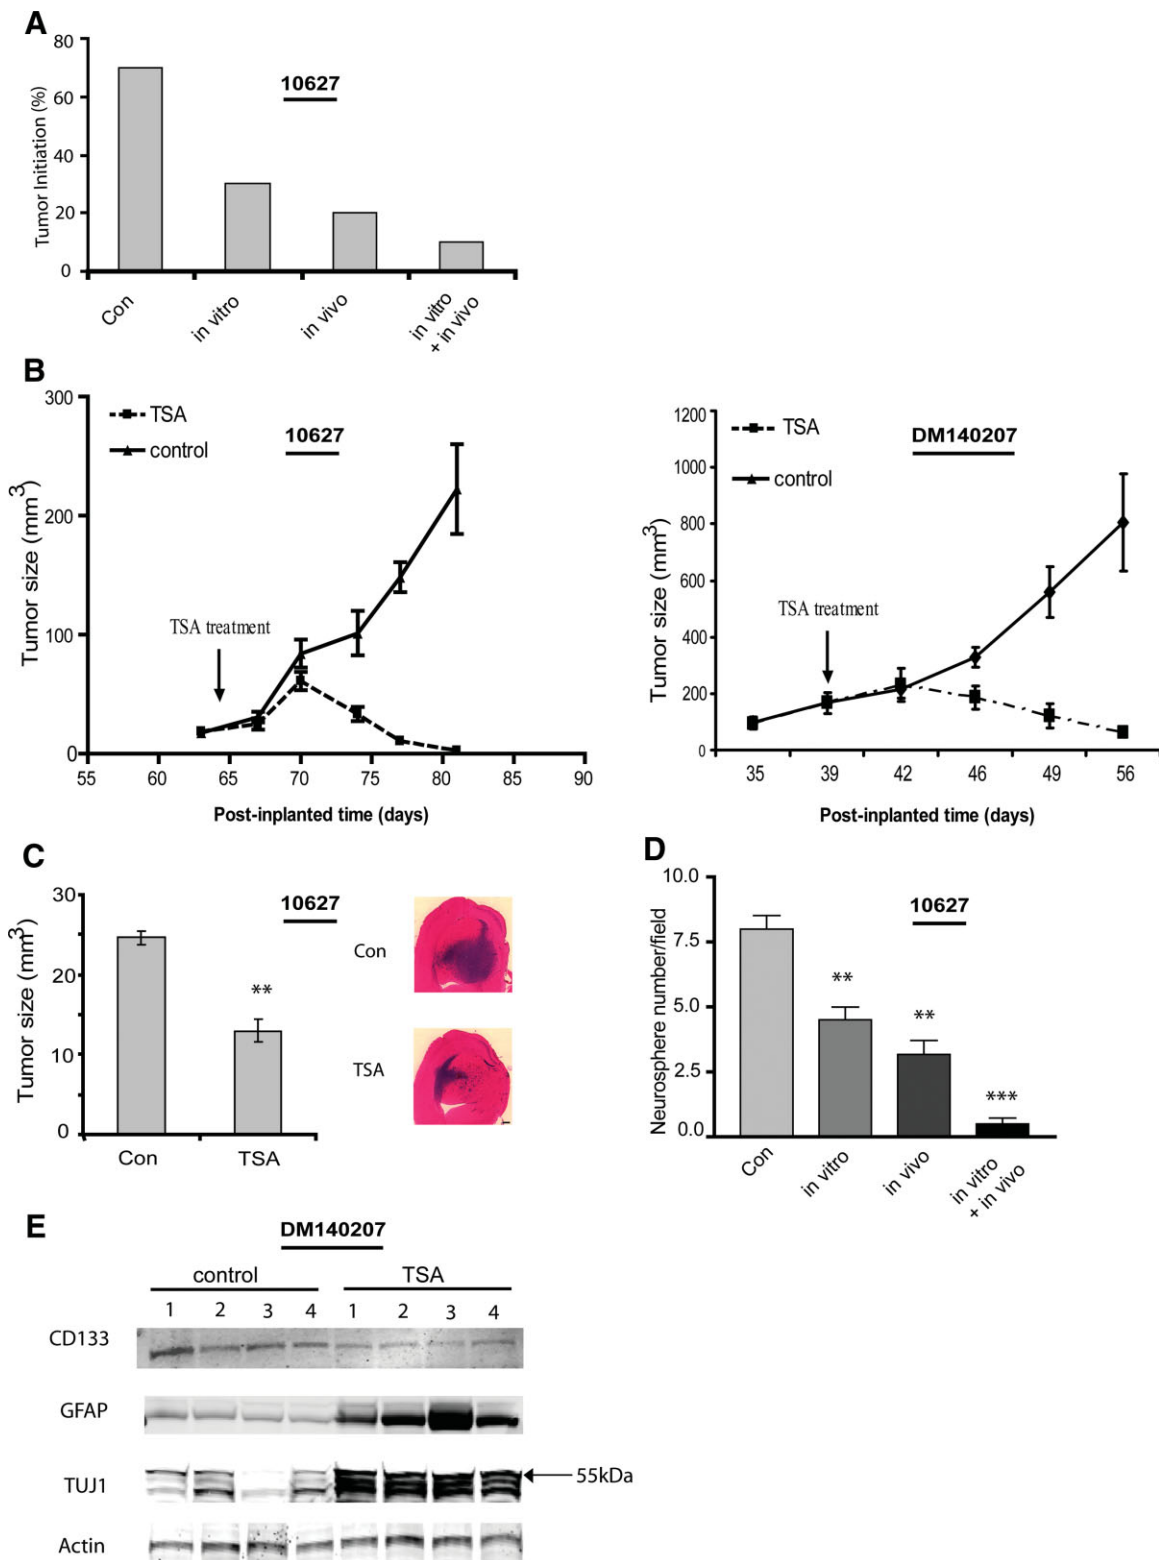 A
80
60
40
20
0
Tumor Initiation (%)
10627
Con
in vitro
in vivo
in vitro
+ in vivo
B
300
200
100
0
Tumor size (mm3)
TSA
control
10627
TSA treatment
55 60 65 70 75 80 85 90
Post-inplanted time (days)
1200
1000
800
600
400
200
0
Tumor size (mm3)
TSA
control
DM140207
TSA treatment
35 39 42 46 49 56
Post-inplanted time (days)
C
30
20
10
0
Tumor size (mm3)
10627
**
Con TSA
Con
TSA
D
10.0
7.5
5.0
2.5
0.0
Neurosphere number/field
10627
**
**
***
Con
in vitro
in vivo
in vitro
+ in vivo
E
DM140207
control TSA
1 2 3 4 1 2 3 4
CD133
GFAP
TUJ1
55kDa
Actin